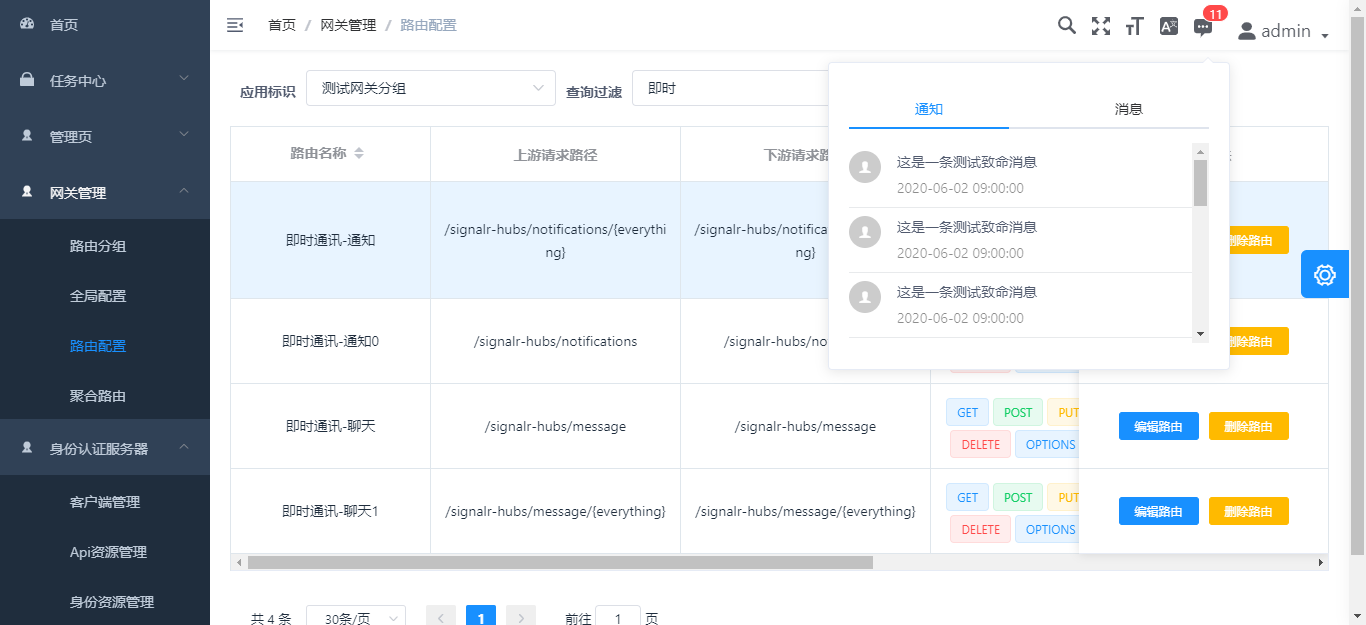 首页
任务中心
管理页
网关管理
路由分组
全局配置
路由配置
聚合路由
身份认证服务器
客户端管理
Api资源管理
身份资源管理
首页 / 网关管理 / 路由配置
11
admin
应用标识 测试网关分组 查询过滤 即时
路由名称 上游请求路径 下游请求路
即时通讯-通知 /signalr-hubs/notifications/{everythi
ng} /signalr-hubs/notifica
ng} 删除路由
即时通讯-通知0 /signalr-hubs/notifications /signalr-hubs/no 删除路由
即时通讯-聊天 /signalr-hubs/message /signalr-hubs/message GET POST PUT
DELETE OPTIONS 编辑路由 删除路由
即时通讯-聊天1 /signalr-hubs/message/{everything} /signalr-hubs/message/{everything} GET POST PUT
DELETE OPTIONS 编辑路由 删除路由
通知 消息
这是一条测试致命消息
2020-06-02 09:00:00
这是一条测试致命消息
2020-06-02 09:00:00
这是一条测试致命消息
2020-06-02 09:00:00
共 4 条 30条/页 1 前往 1 页